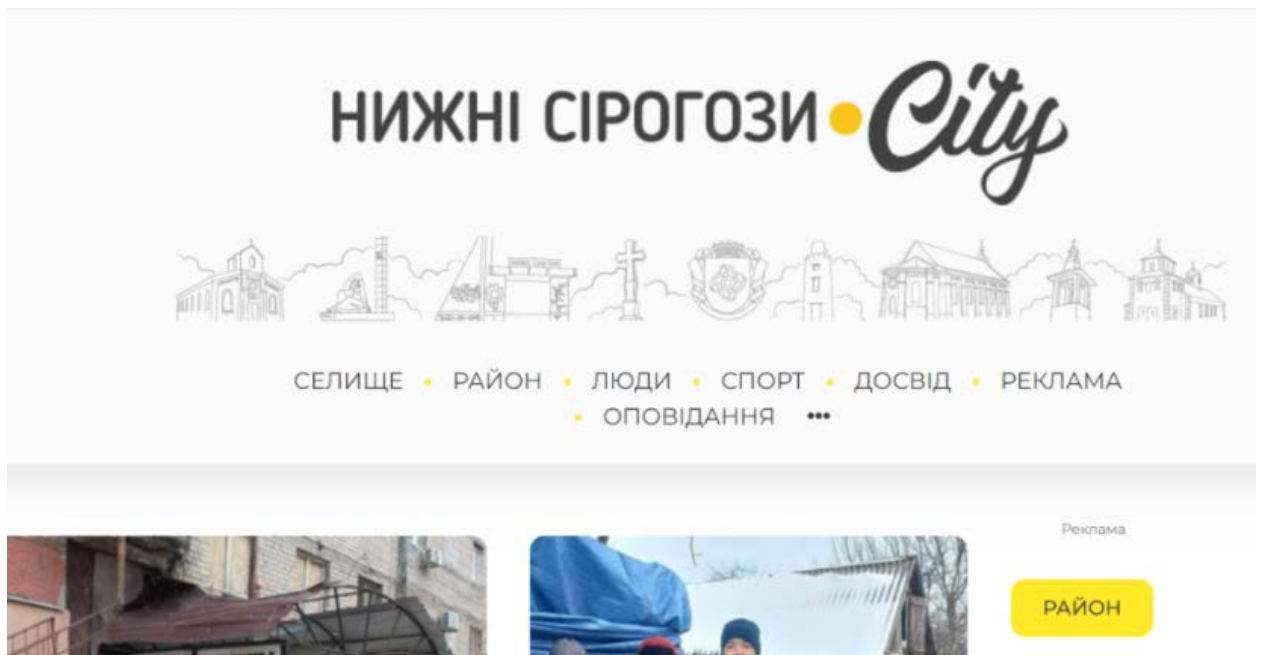 НИЖНІ СІРОГОЗИ•City
СЕЛИЩЕ • РАЙОН • ЛЮДИ • СПОРТ • ДОСВІД • РЕКЛАМА
• ОПОВІДАННЯ •••
Реклама
РАЙОН